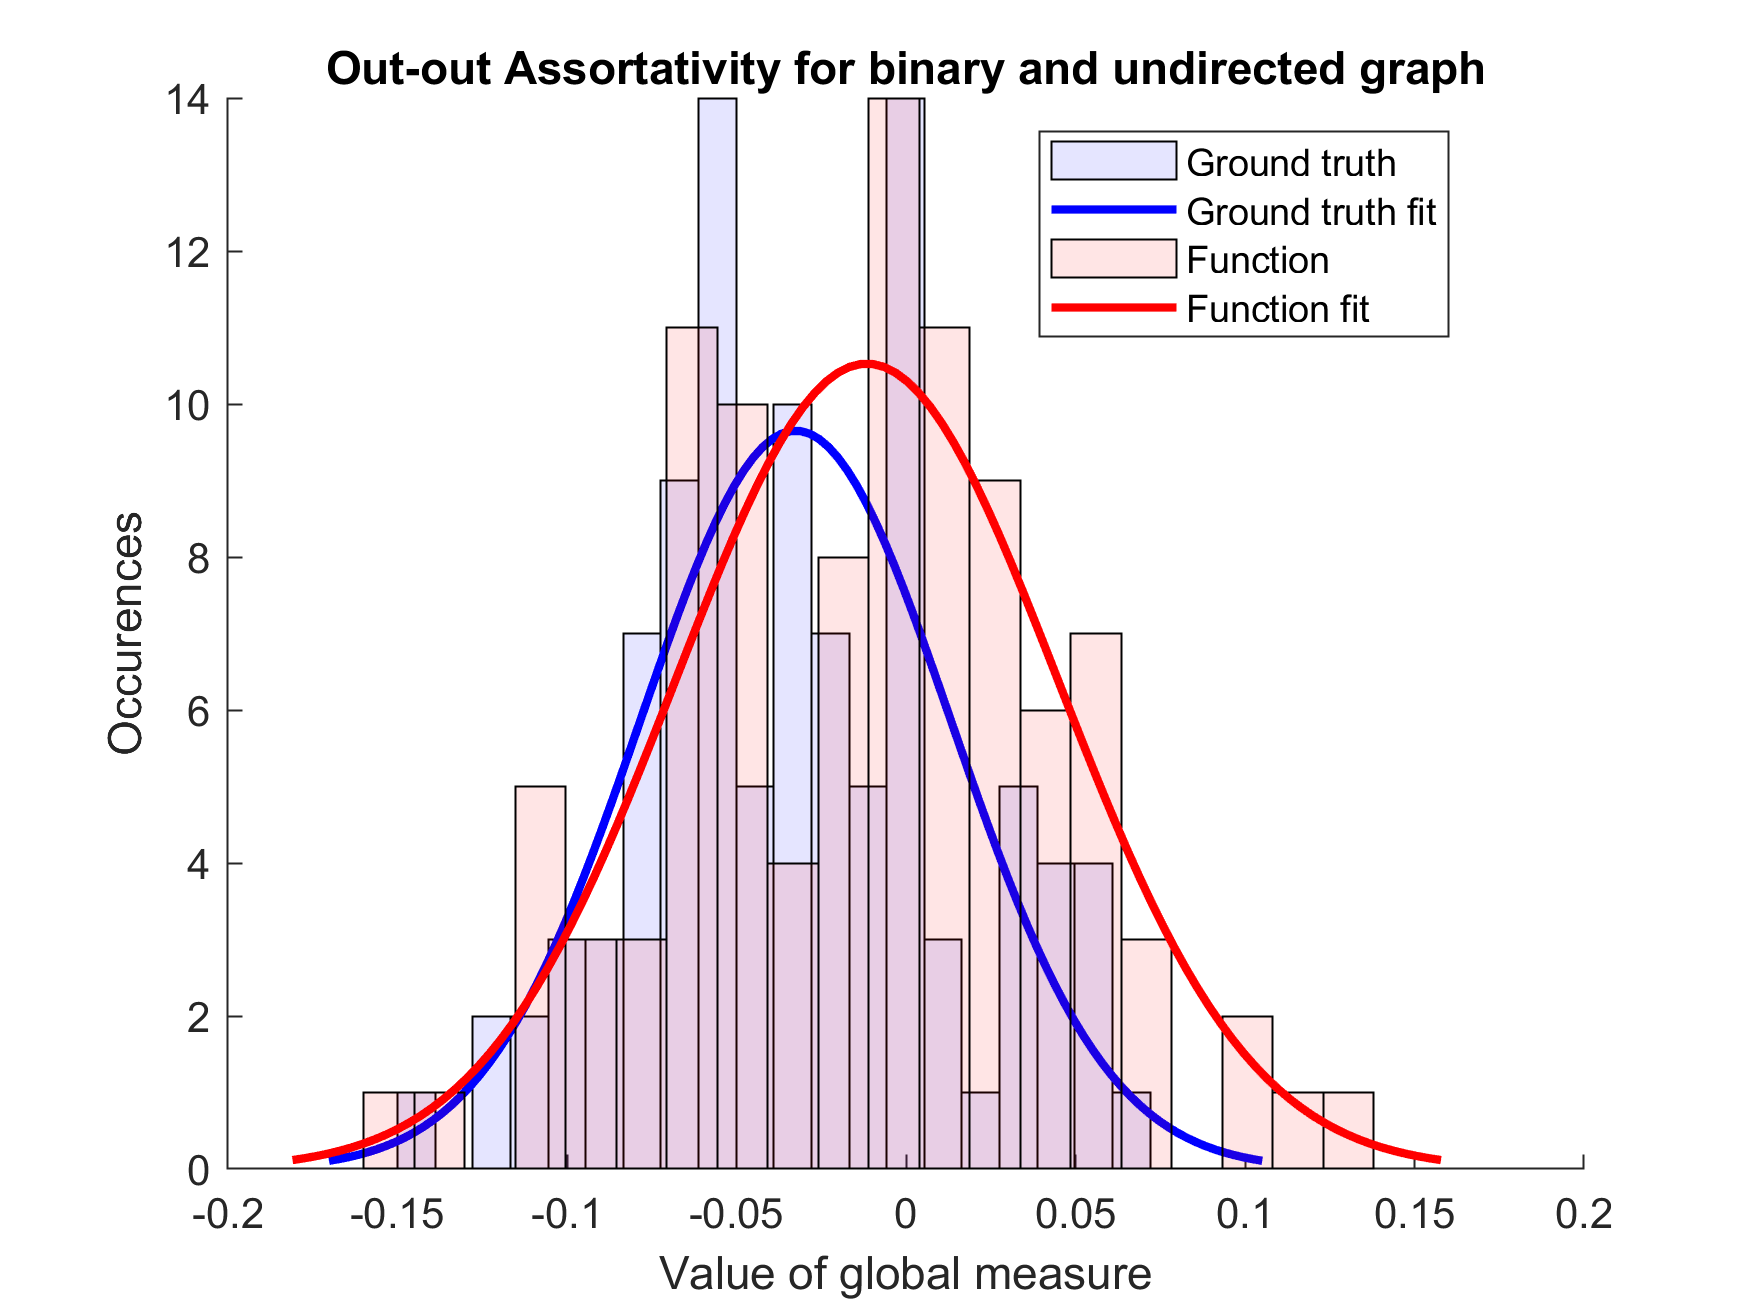 Out-out Assortativity for binary and undirected graph
14
12
10
8
6
4
2
0
Occurences
Ground truth
Ground truth fit
Function
Function fit
-0.2 -0.15 -0.1 -0.05 0 0.05 0.1 0.15 0.2
Value of global measure